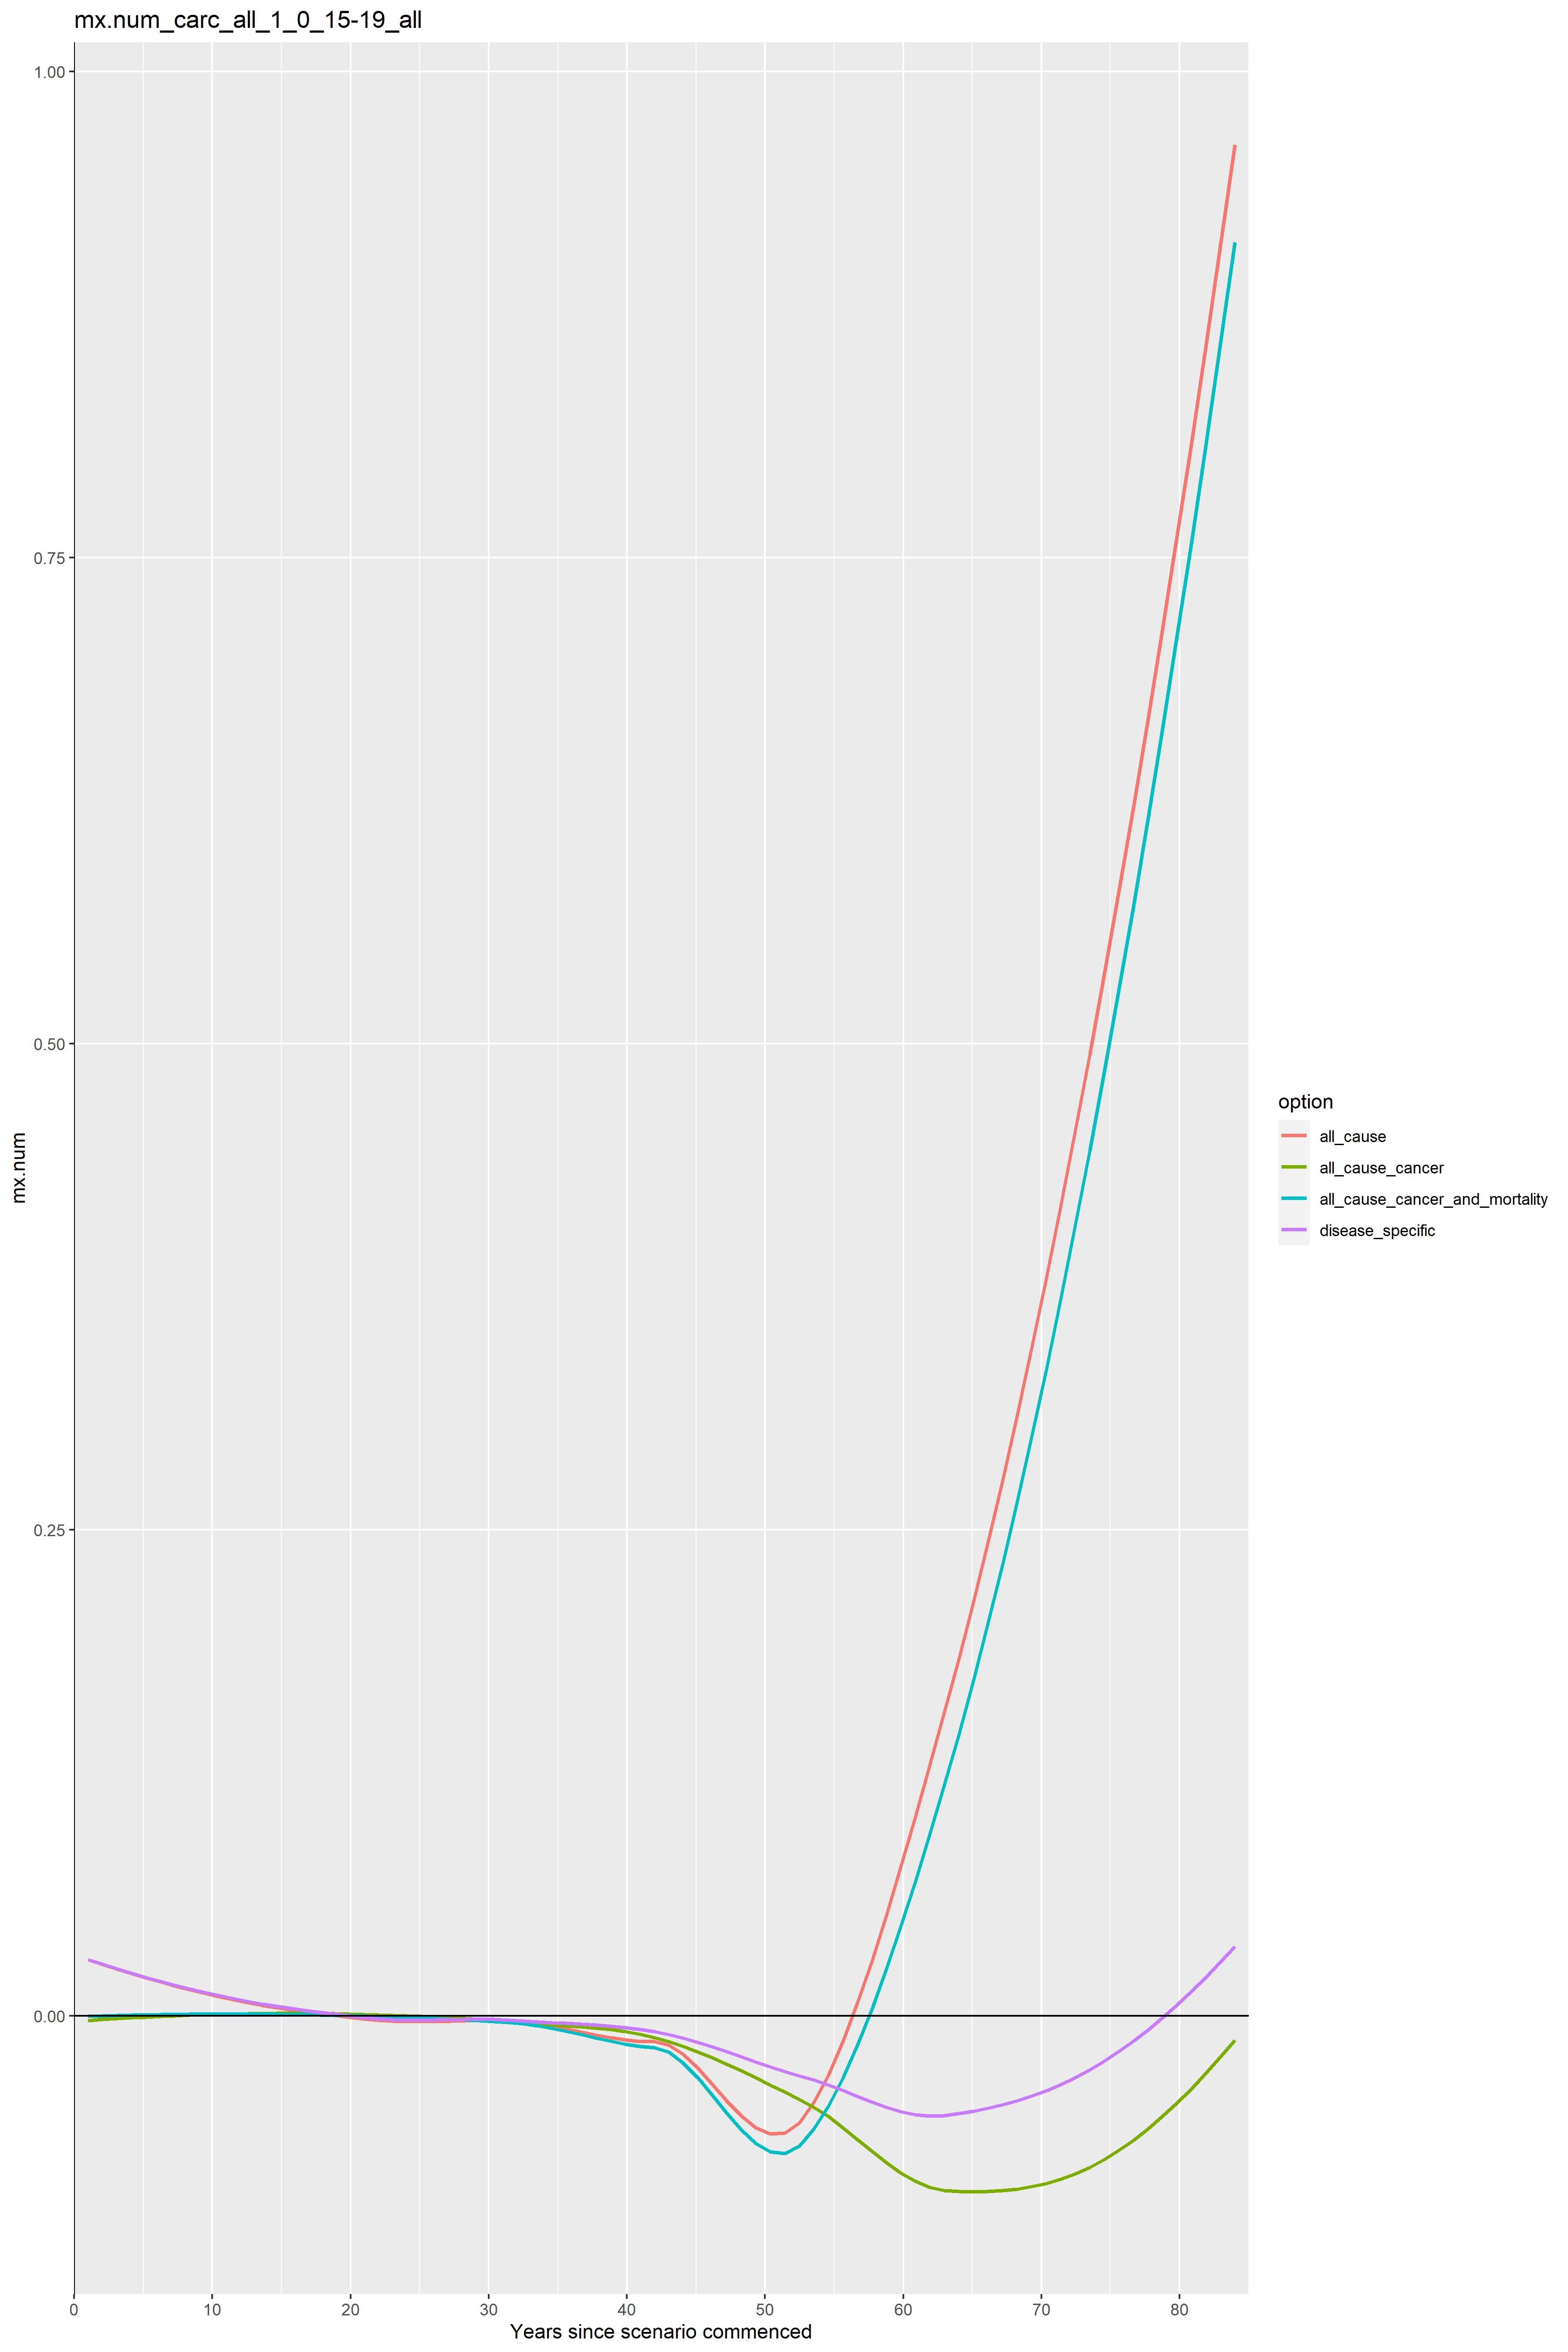 mx.num_carc_all_1_0_15-19_all
1.00
0.75
0.50
0.25
0.00
mx.num
0 10 20 30 40 50 60 70 80
Years since scenario commenced
option
all_cause
all_cause_cancer
all_cause_cancer_and_mortality
disease_specific